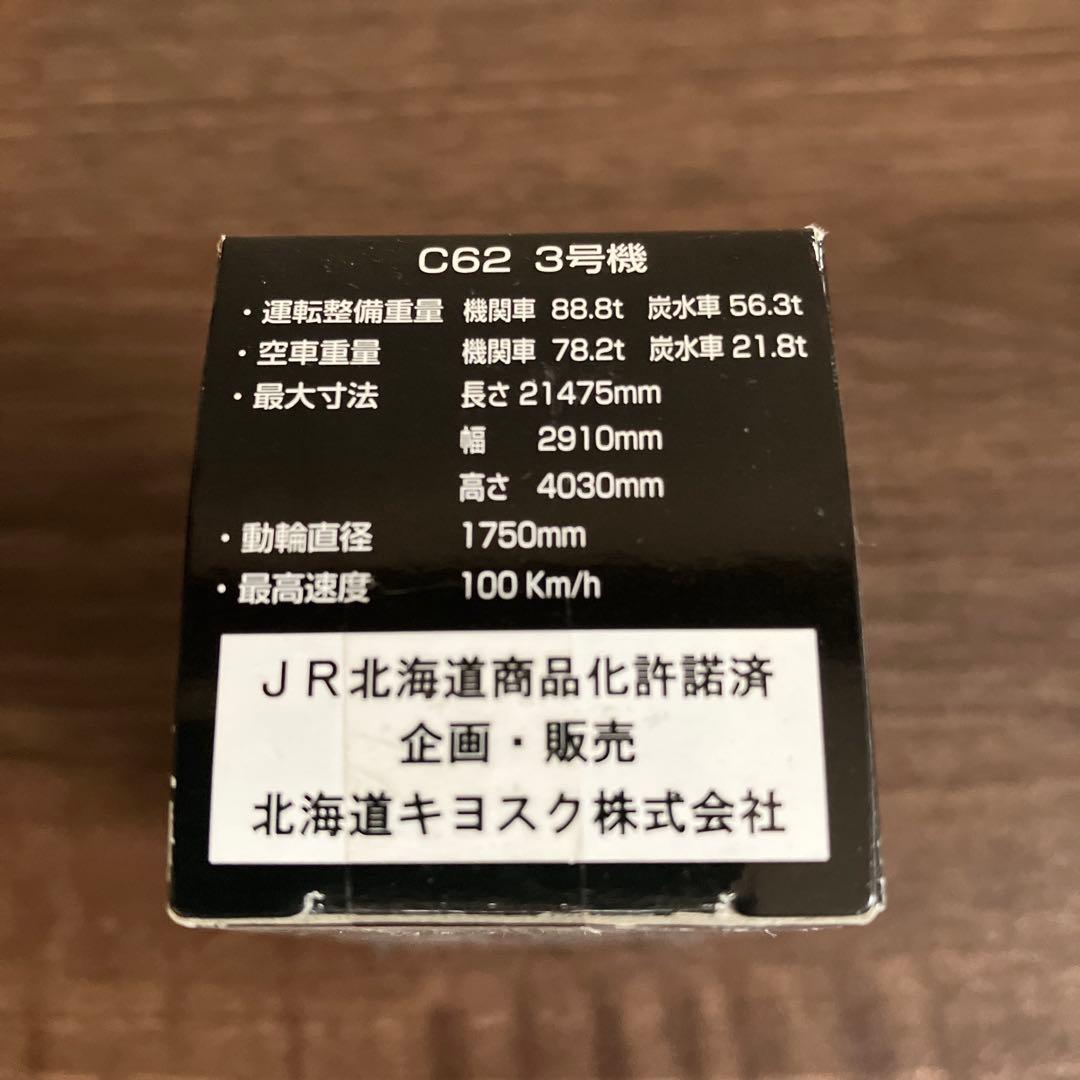 C62 3号機
・運転整備重量 機関車 88.8t 炭水車 56.3t
・空車重量 機関車 78.2t 炭水車 21.8t
・最大寸法 長さ 21475mm
幅 2910mm
高さ 4030mm
・動輪直径 1750mm
・最高速度 100 Km/h
JR北海道商品化許諾済
企画・販売
北海道キヨスク株式会社